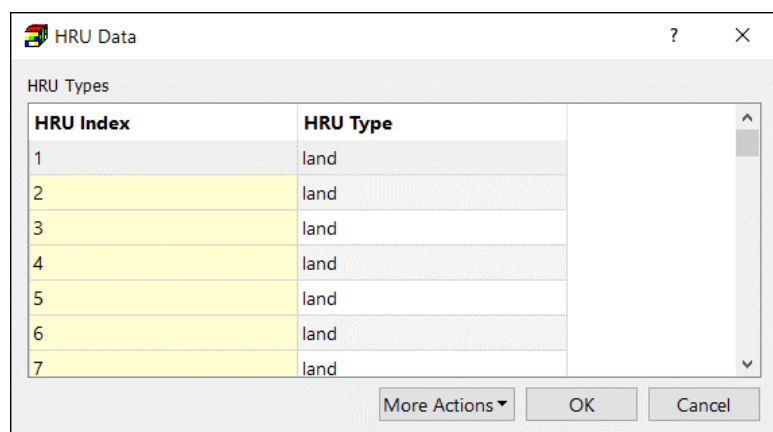 HRU Data
?
HRU Types
HRU Index HRU Type
1 land
2 land
3 land
4 land
5 land
6 land
7 land
More Actions OK Cancel